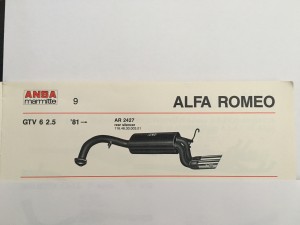 ANSA
marmitte
9
ALFA ROMEO
GTV 6 2.5 '81→
AR 2427
rear silencer